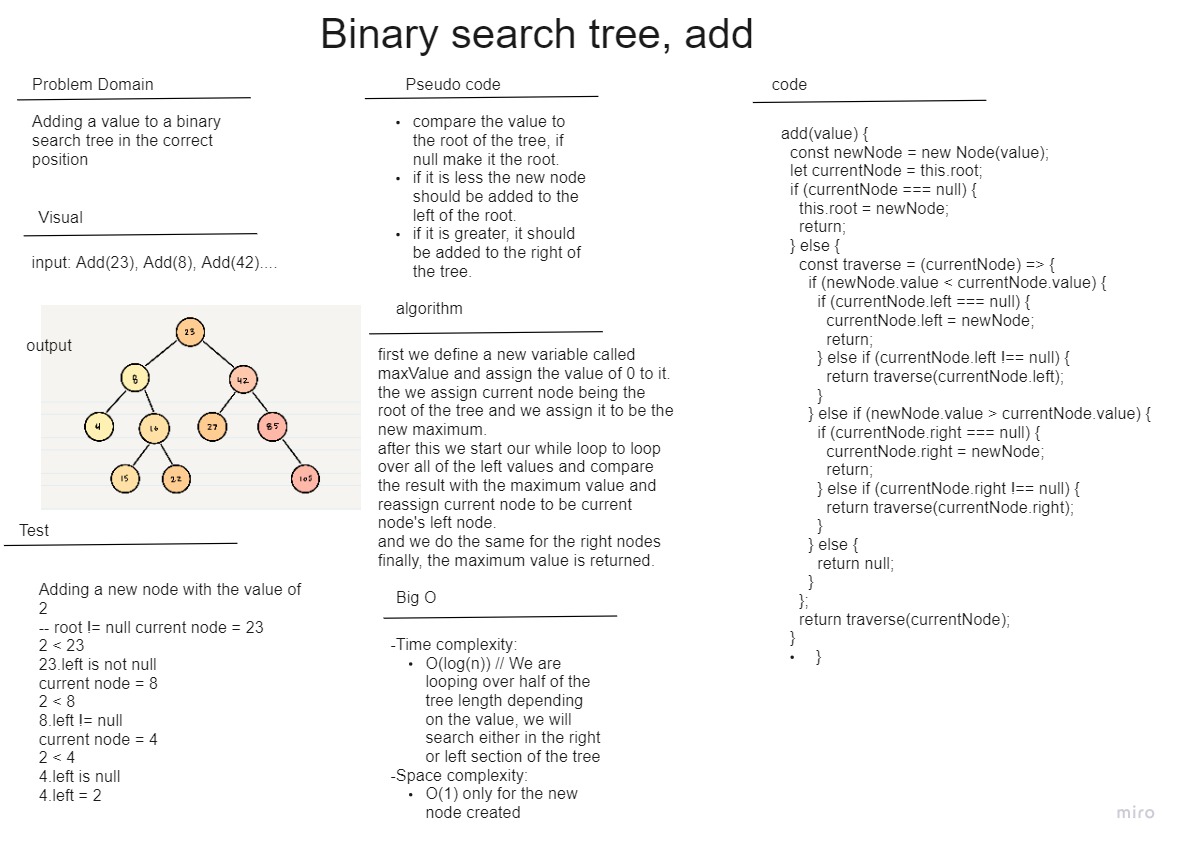 Binary search tree, add
Problem Domain
Adding a value to a binary
search tree in the correct
position
Visual
input: Add(23), Add(8), Add(42)....
output
23
8
42
4
16
27
85
15
22
105
Test
Adding a new node with the value of
2
-- root != null current node = 23
2 < 23
23.left is not null
current node = 8
2 < 8
8.left != null
current node = 4
2 < 4
4.left is null
4.left = 2
Pseudo code
• compare the value to
the root of the tree, if
null make it the root.
• if it is less the new node
should be added to the
left of the root.
• if it is greater, it should
be added to the right of
the tree.
algorithm
first we define a new variable called
maxValue and assign the value of 0 to it.
the we assign current node being the
root of the tree and we assign it to be the
new maximum.
after this we start our while loop to loop
over all of the left values and compare
the result with the maximum value and
reassign current node to be current
node's left node.
and we do the same for the right nodes
finally, the maximum value is returned.
Big O
-Time complexity:
• O(log(n)) // We are
looping over half of the
tree length depending
on the value, we will
search either in the right
or left section of the tree
-Space complexity:
• O(1) only for the new
node created
code
add(value) {
const newNode = new Node(value);
let currentNode = this.root;
if (currentNode === null) {
this.root = newNode;
return;
} else {
const traverse = (currentNode) => {
if (newNode.value < currentNode.value) {
if (currentNode.left === null) {
currentNode.left = newNode;
return;
} else if (currentNode.left !== null) {
return traverse(currentNode.left);
}
} else if (newNode.value > currentNode.value) {
if (currentNode.right === null) {
currentNode.right = newNode;
return;
} else if (currentNode.right !== null) {
return traverse(currentNode.right);
}
} else {
return null;
}
};
return traverse(currentNode);
}
• }
miro